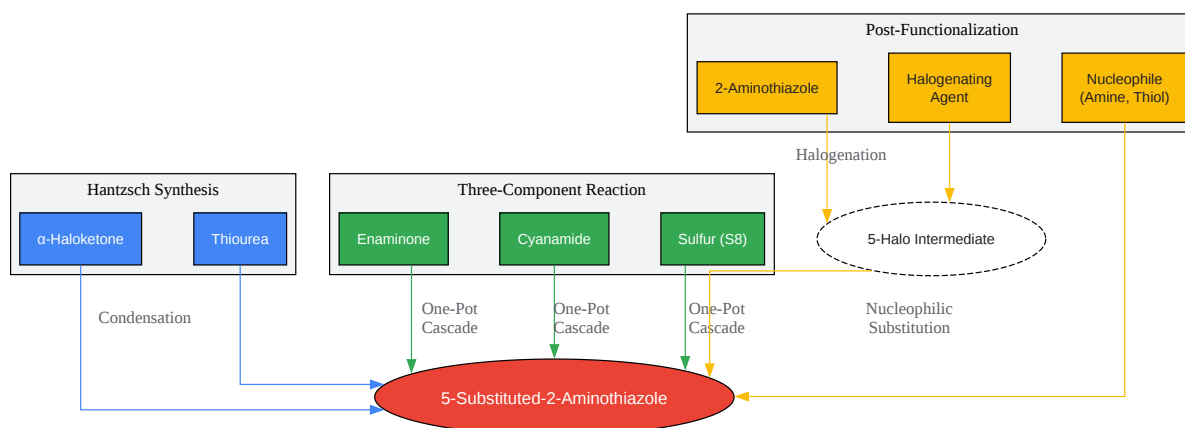 Post-Functionalization
2-Aminothiazole
Halogenating
Agent
Nucleophile
(Amine, Thiol)
Halogenation
Hantzsch Synthesis
α-Haloketone
Thiourea
Three-Component Reaction
Enaminone
Cyanamide
Sulfur (S8)
5-Halo Intermediate
Condensation
One-Pot
Cascade
One-Pot
Cascade
One-Pot
Cascade
Nucleophilic
Substitution
5-Substituted-2-Aminothiazole